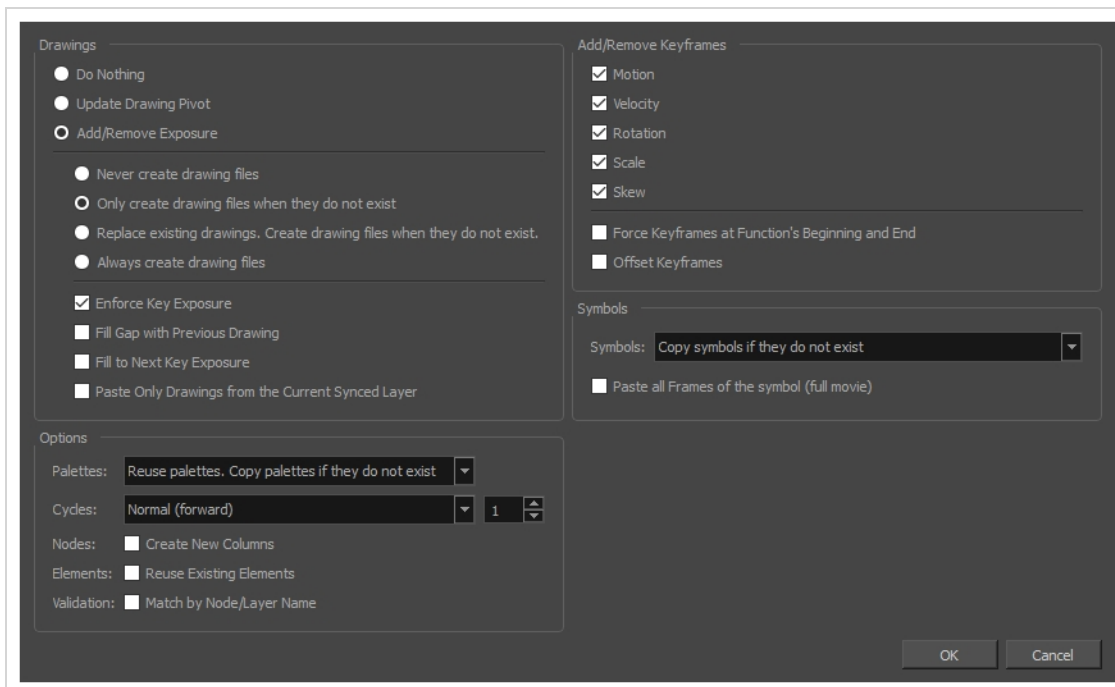 Drawings
Do Nothing
Update Drawing Pivot
Add/Remove Exposure
Never create drawing files
Only create drawing files when they do not exist
Replace existing drawings. Create drawing files when they do not exist.
Always create drawing files
Enforce Key Exposure
Fill Gap with Previous Drawing
Fill to Next Key Exposure
Paste Only Drawings from the Current Synced Layer
Options
Palettes: Reuse palettes. Copy palettes if they do not exist
Cycles: Normal (forward) 1
Nodes: Create New Columns
Elements: Reuse Existing Elements
Validation: Match by Node/Layer Name
Add/Remove Keyframes
Motion
Velocity
Rotation
Scale
Skew
Force Keyframes at Function's Beginning and End
Offset Keyframes
Symbols
Symbols: Copy symbols if they do not exist
Paste all Frames of the symbol (full movie)
OK Cancel